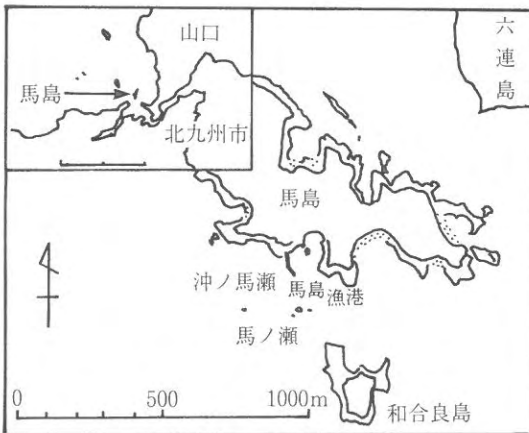 山口
馬島
北九州市
六連島
馬島
沖ノ馬瀬
馬島漁港
馬ノ瀬
和合良島
0 500 1000m